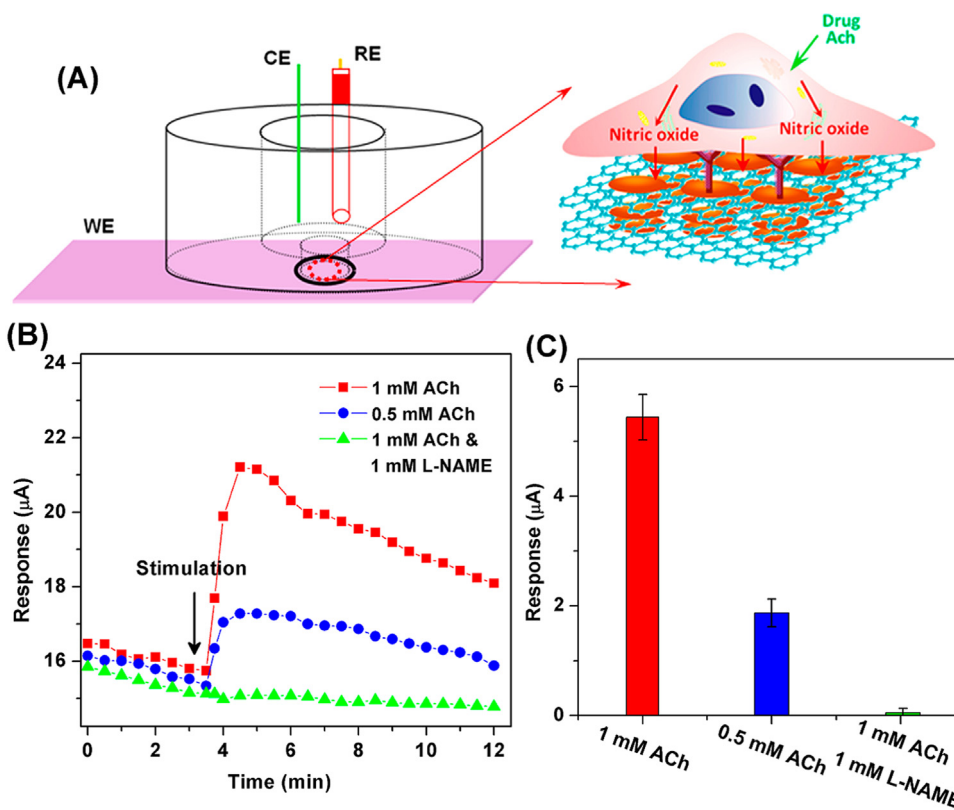 (A)
CE
RE
WE
Drug
Ach
Nitric oxide
Nitric oxide
(B)
Response (μA)
24
22
20
18
16
1 mM ACh
0.5 mM ACh
1 mM ACh &
1 mM L-NAME
Stimulation
0 2 4 6 8 10 12
Time (min)
(C)
Response (μA)
6
4
2
0
1 mM ACh
0.5 mM ACh
1 mM ACh
1 mM L-NAME